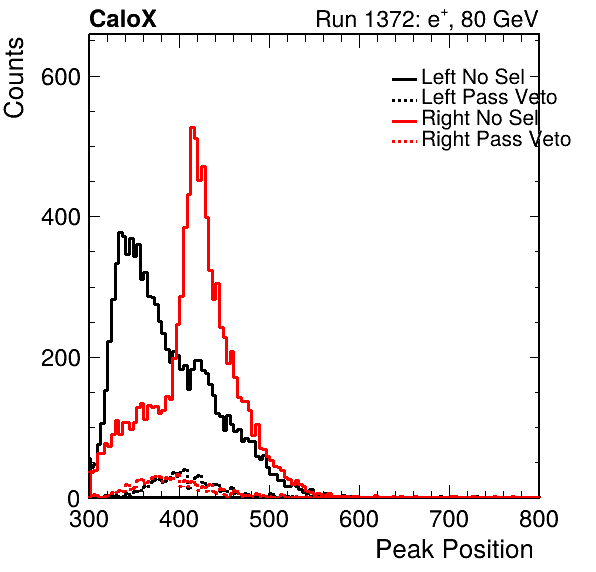 CaloX
Run 1372: e+, 80 GeV
Counts
600
400
200
0
Left No Sel
Left Pass Veto
Right No Sel
Right Pass Veto
300 400 500 600 700 800
Peak Position